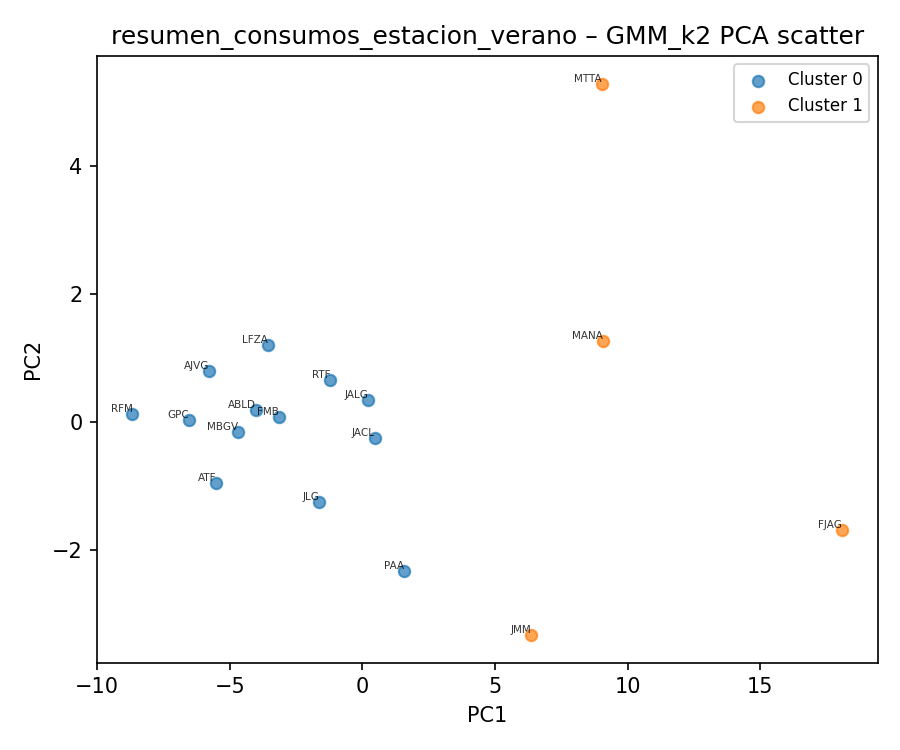 resumen_consumos_estacion_verano – GMM_k2 PCA scatter
Cluster 0
Cluster 1
MTTA
MANA
LFZA
AJVG
RTF
JALG
RFM
GPC
ABLD
FMB
MBGV
JACL
ATF
JLG
PAA
FJAG
JMM
4
2
0
−2
PC2
−10
−5
0
5
10
15
PC1